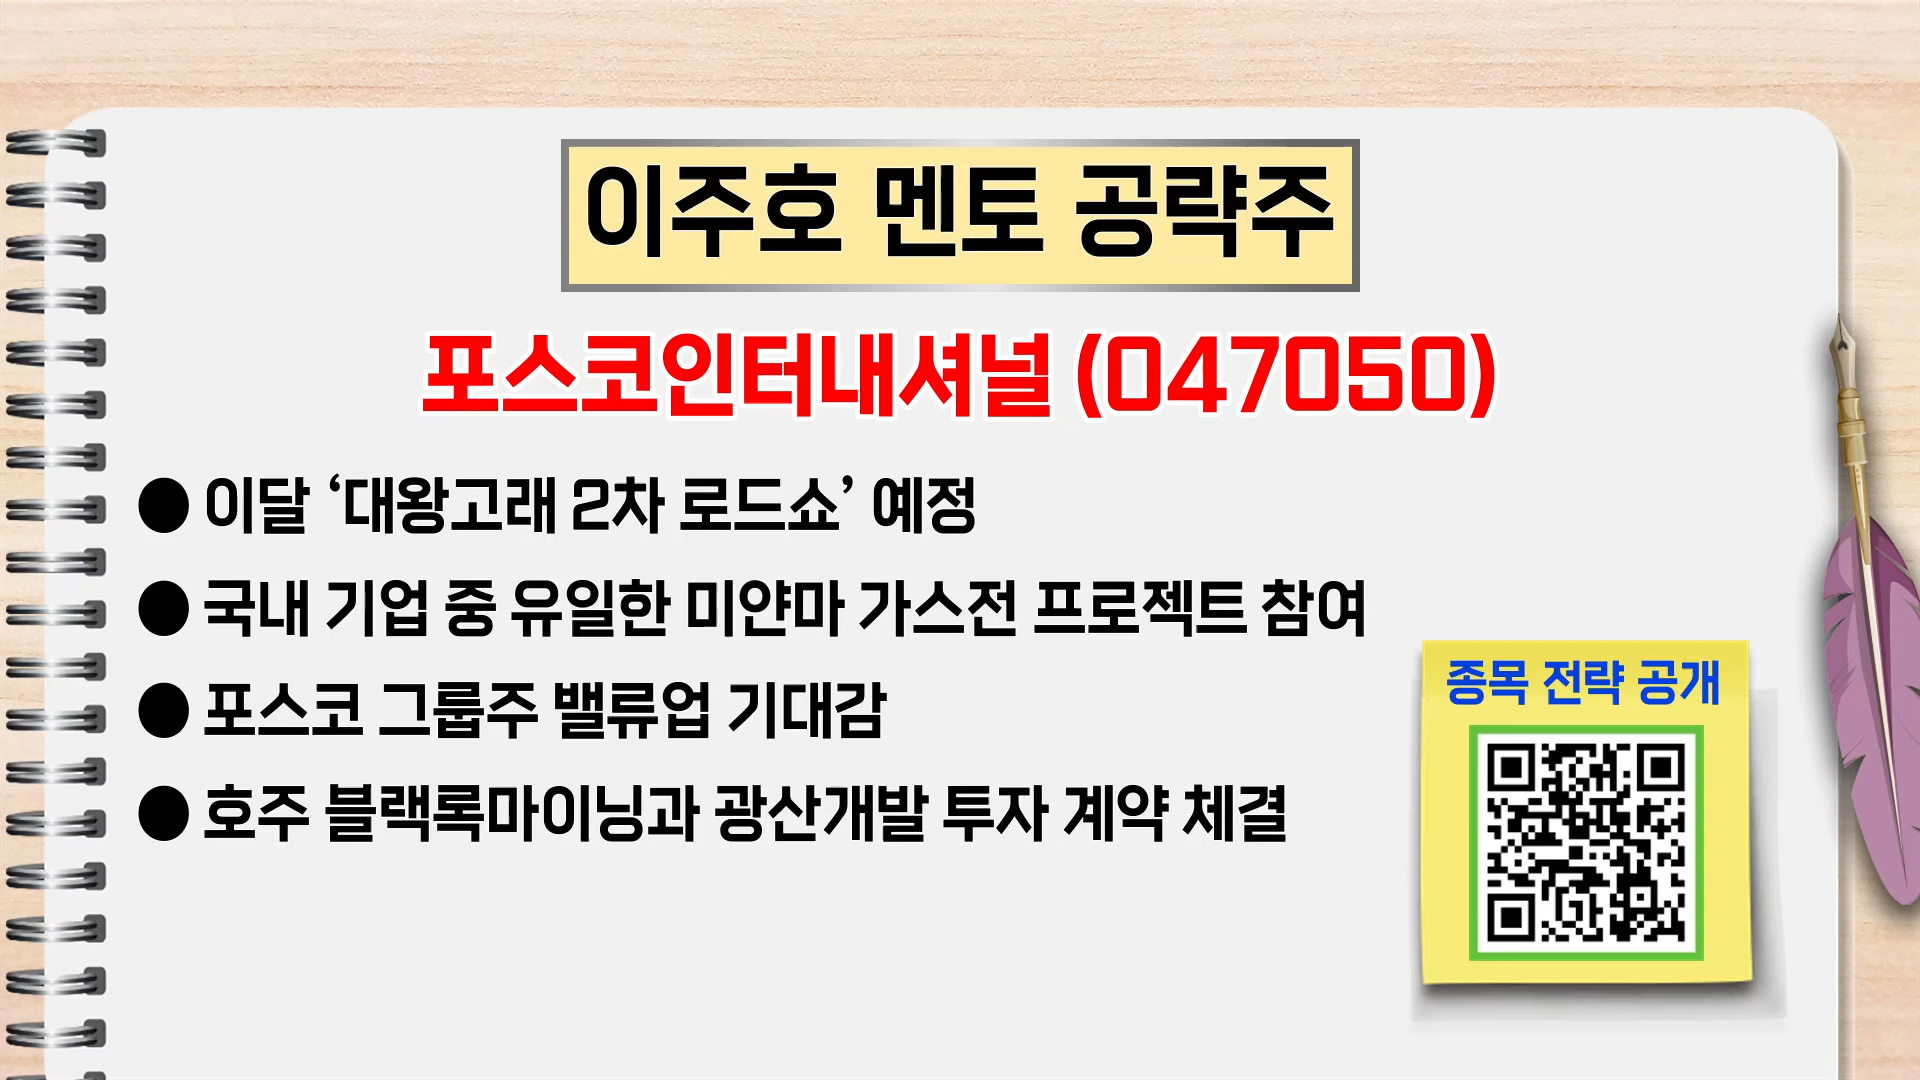 이주호 멘토 공략주
포스코인터내셔널 (047050)
● 이달 ‘대왕고래 2차 로드쇼’ 예정
● 국내 기업 중 유일한 미얀마 가스전 프로젝트 참여
● 포스코 그룹주 밸류업 기대감
● 호주 블랙록마이닝과 광산개발 투자 계약 체결
종목 전략 공개